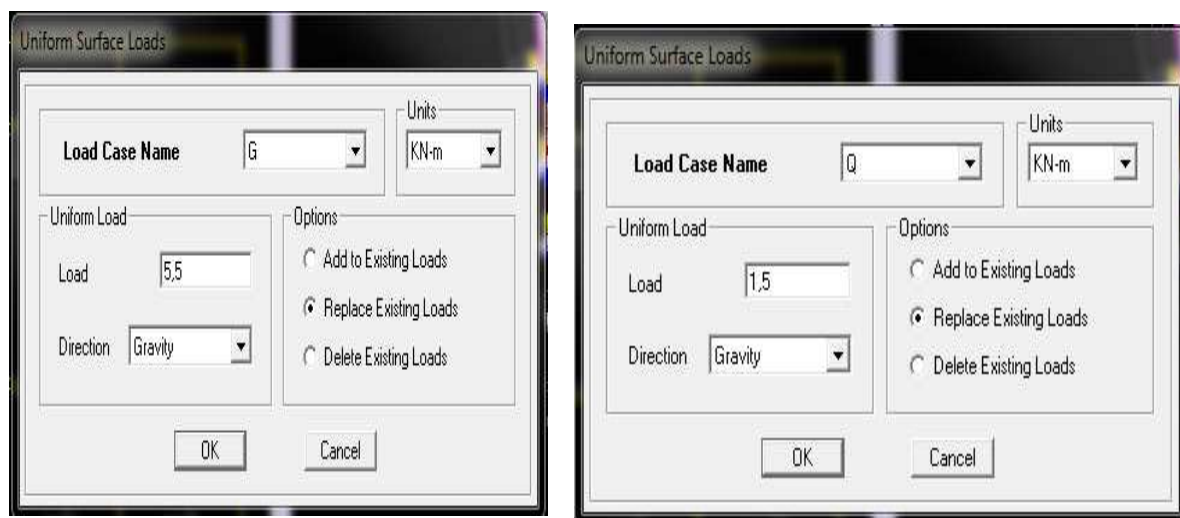 Uniform Surface Loads
Units
Load Case Name G KN-m
Uniform Load Options
Load 5,5 Add to Existing Loads
Replace Existing Loads
Direction Gravity Delete Existing Loads
OK Cancel
Uniform Surface Loads
Units
Load Case Name Q KN-m
Uniform Load Options
Load 1,5 Add to Existing Loads
Replace Existing Loads
Direction Gravity Delete Existing Loads
OK Cancel